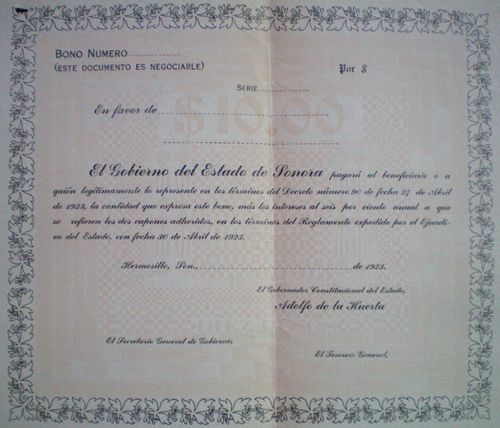 BONO NUMERO
(ESTE DOCUMENTO ES NEGOCIABLE)
Por $
SERIE
En favor de
$10.00
El Gobierno del Estado de Sonora pagará al beneficiario o a
quién legítimamente lo represente en los términos del Decreto número 90 de fecha 27 de Abril
de 1923, la cantidad que expresa este bono, más los intereses al seis por ciento anual a que
se refieren los dos cupones adheridos, en los términos del Reglamento expedido por el Ejecuti-
vo del Estado, con fecha 30 de Abril de 1923.
Hermosillo, Son., de 1923.
El Gobernador Constitucional del Estado,
Adolfo de la Huerta
DIEZ PESOS
El Secretario General de Gobierno,
El Tesorero General,